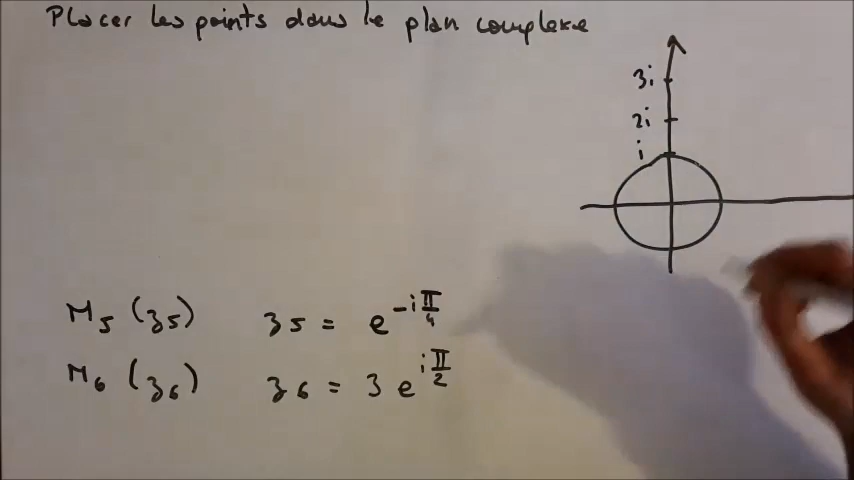 Placer les points dans le plan complexe
3i
2i
i
M₅ (z₅) z₅ = e^{-iπ/4}
M₆ (z₆) z₆ = 3 e^{iπ/2}